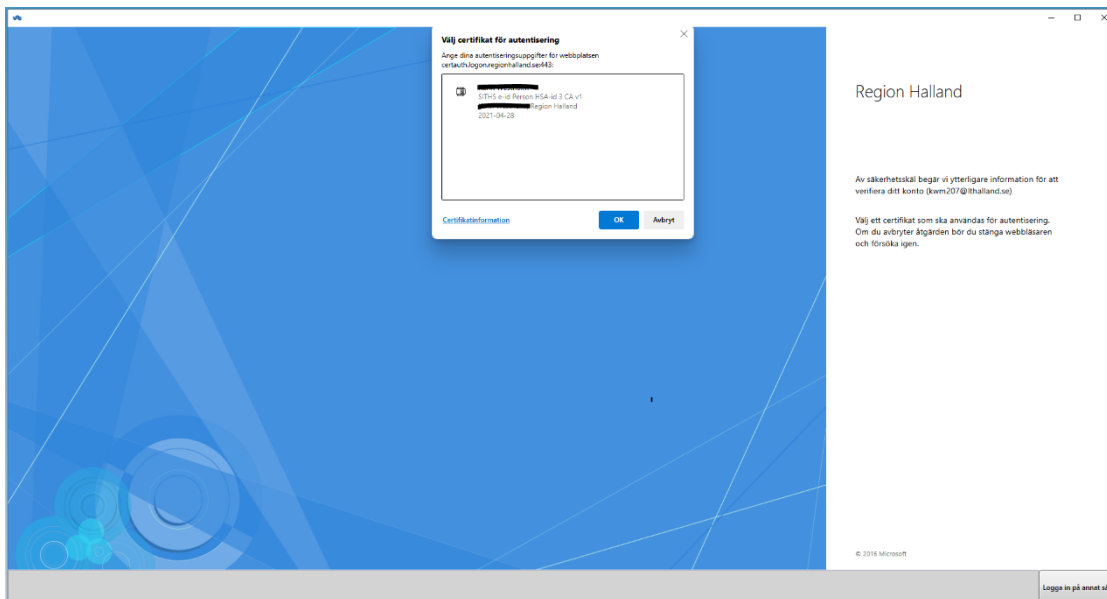 Välj certifikat för autentisering
Ange dina autentiseringsuppgifter för webbplatsen
certauth.logon.regionhalland.se:443:
SITHS e-id Person HSA-id 3 CA v1
Region Halland
2021-04-28
Certifikatinformation
OK
Avbryt
Region Halland
Av säkerhetsskäl begär vi ytterligare information för att
verifiera ditt konto (kwm207@lthalland.se)
Välj ett certifikat som ska användas för autentisering.
Om du avbryter åtgärden bör du stänga webbläsaren
och försöka igen.
© 2016 Microsoft
Logga in på annat sä